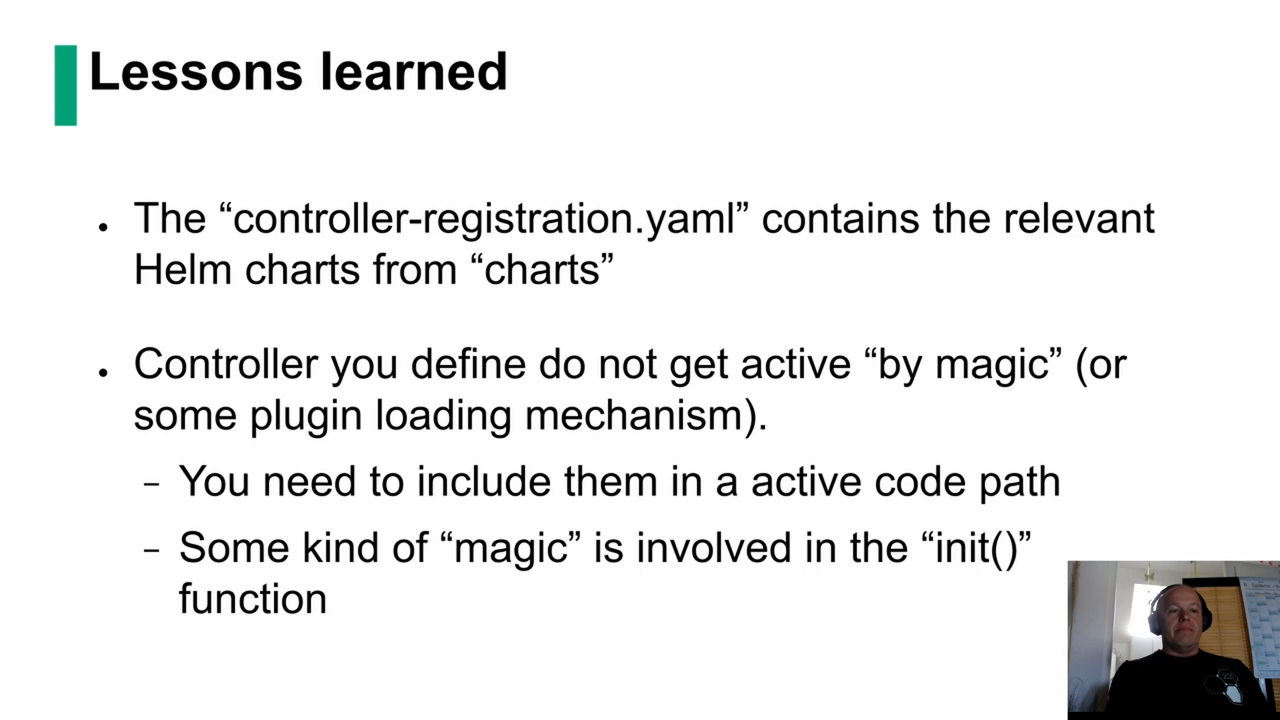 Lessons learned
● The “controller-registration.yaml” contains the relevant
Helm charts from “charts”
● Controller you define do not get active “by magic” (or
some plugin loading mechanism).
– You need to include them in a active code path
– Some kind of “magic” is involved in the “init()”
function